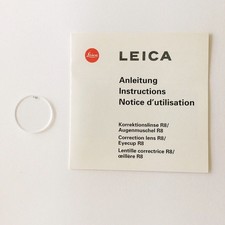 Leica
LEICA
Anleitung
Instructions
Notice d'utilisation
Korrektionslinse R8/
Augenmuschel R8
Correction lens R8/
Eyecup R8
Lentille correctrice R8/
œillère R8